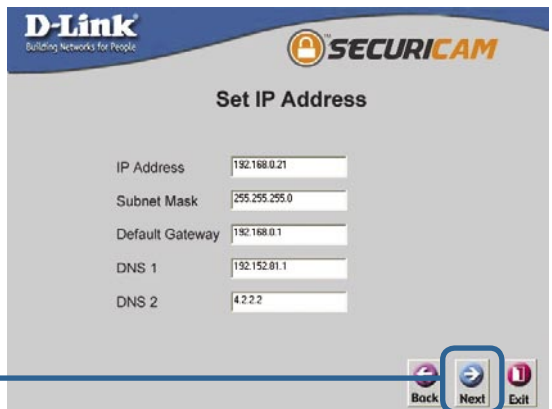 D-Link
Building Networks for People
SECURICAM
Set IP Address
IP Address 192.168.0.21
Subnet Mask 255.255.255.0
Default Gateway 192.168.0.1
DNS 1 192.152.81.1
DNS 2 4.2.2.2
Back Next Exit